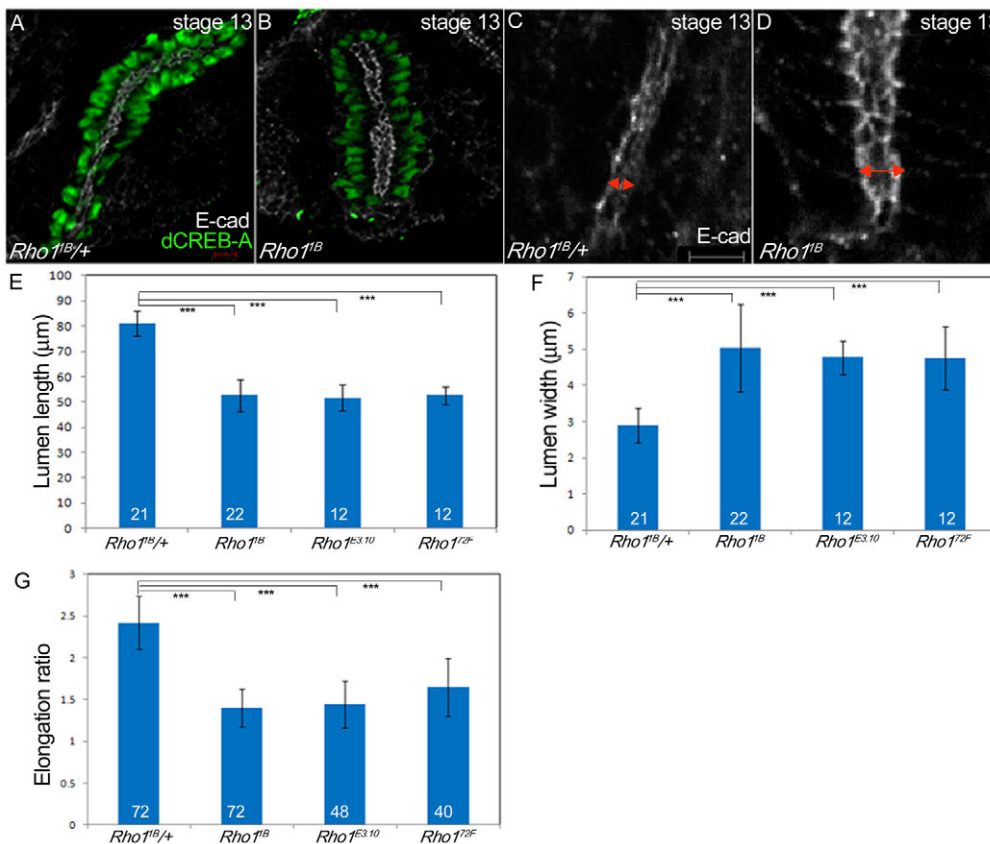 A stage 13
E-cad
dCREB-A
Rho1^1B/+
B stage 13
Rho1^1B
C stage 13
E-cad
Rho1^1B/+
D stage 13
Rho1^1B
E
Lumen length (μm)
100
90
80
70
60
50
40
30
20
10
0
*** *** ***
21 22 12 12
Rho1^1B/+ Rho1^1B Rho1^E3.10 Rho1^72F
F
Lumen width (μm)
7
6
5
4
3
2
1
0
*** *** ***
21 22 12 12
Rho1^1B/+ Rho1^1B Rho1^E3.10 Rho1^72F
G
Elongation ratio
3
2.5
2
1.5
1
0.5
0
*** *** ***
72 72 48 40
Rho1^1B/+ Rho1^1B Rho1^E3.10 Rho1^72F